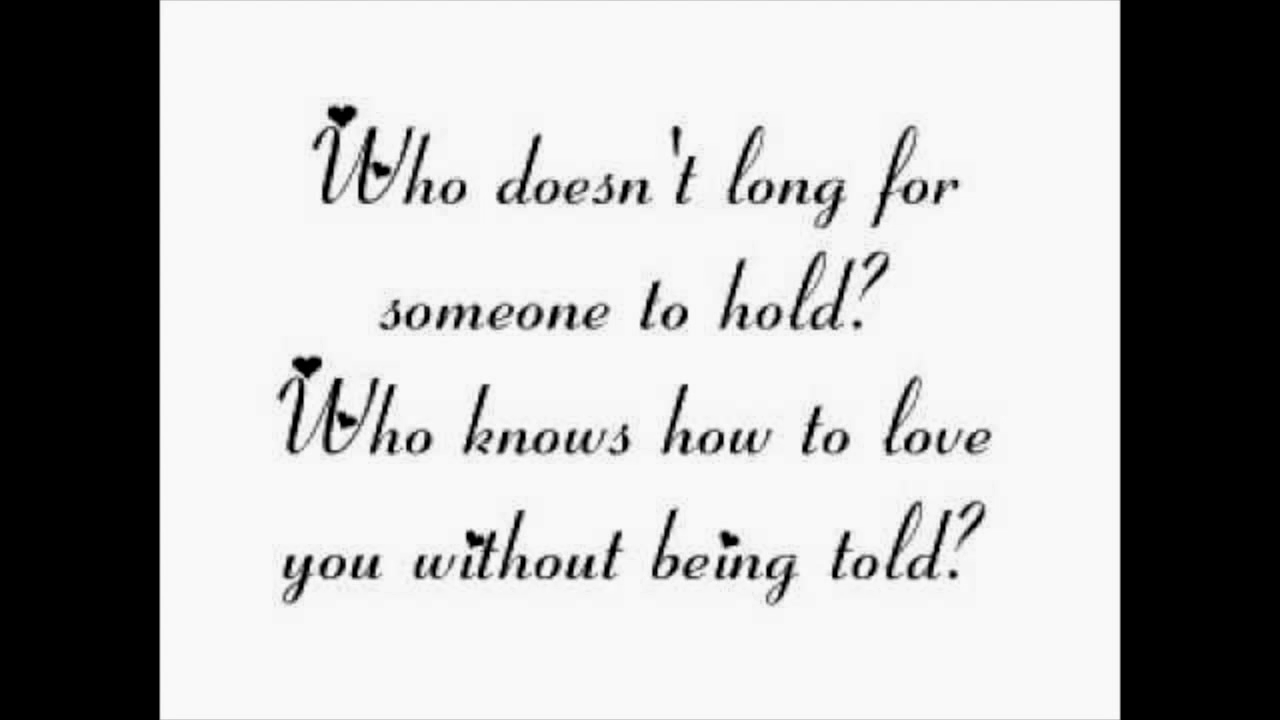 Who doesn't long for
someone to hold?
Who knows how to love
you without being told?